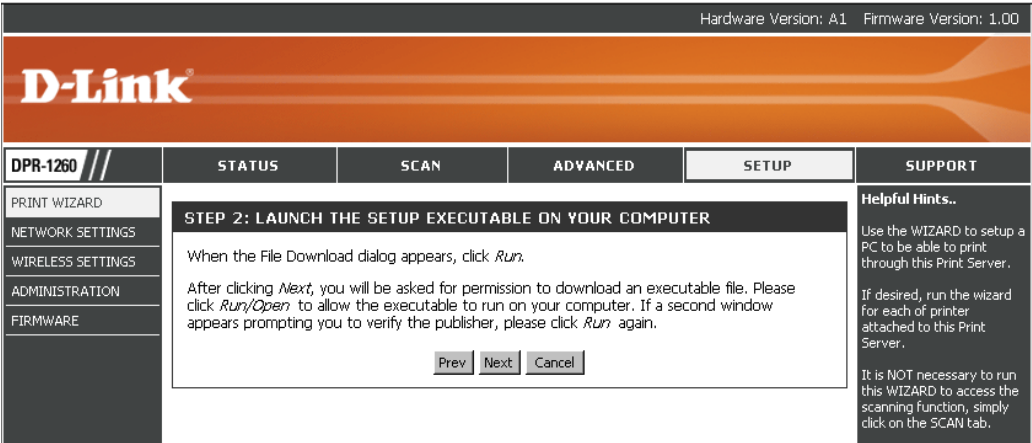 Hardware Version: A1 Firmware Version: 1.00
D-Link®
DPR-1260 // STATUS SCAN ADVANCED SETUP SUPPORT
PRINT WIZARD
NETWORK SETTINGS
WIRELESS SETTINGS
ADMINISTRATION
FIRMWARE
STEP 2: LAUNCH THE SETUP EXECUTABLE ON YOUR COMPUTER
When the File Download dialog appears, click Run.
After clicking Next, you will be asked for permission to download an executable file. Please
click Run/Open to allow the executable to run on your computer. If a second window
appears prompting you to verify the publisher, please click Run again.
Prev Next Cancel
Helpful Hints..
Use the WIZARD to setup a
PC to be able to print
through this Print Server.
If desired, run the wizard
for each of printer
attached to this Print
Server.
It is NOT necessary to run
this WIZARD to access the
scanning function, simply
click on the SCAN tab.